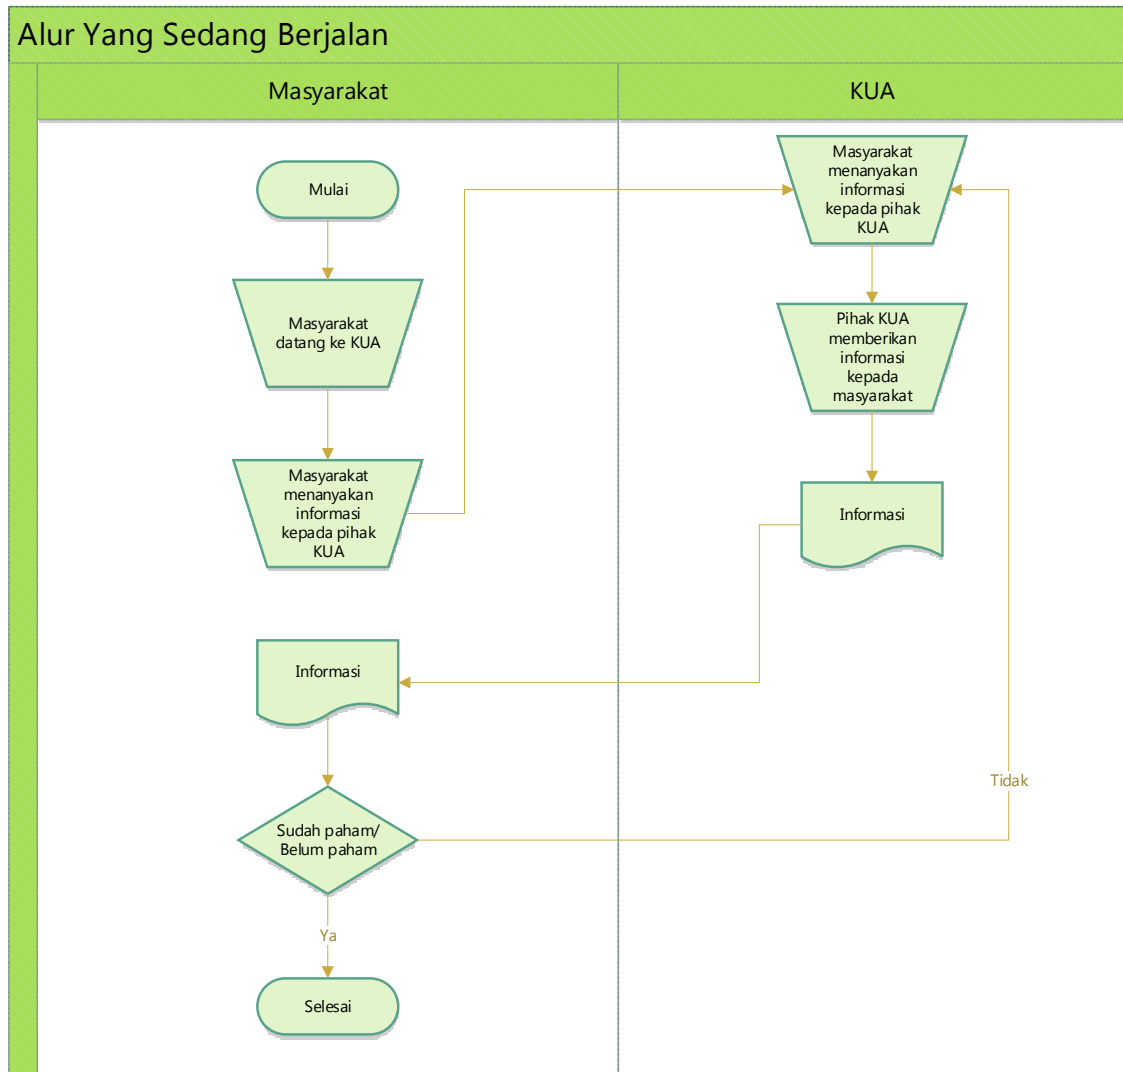 Alur Yang Sedang Berjalan
Masyarakat
KUA
Mulai
Masyarakat
datang ke KUA
Masyarakat
menanyakan
informasi
kepada pihak
KUA
Masyarakat
menanyakan
informasi
kepada pihak
KUA
Pihak KUA
memberikan
informasi
kepada
masyarakat
Informasi
Informasi
Sudah paham/
Belum paham
Tidak
Ya
Selesai